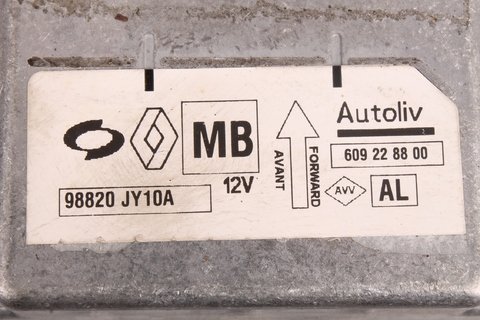 MB
12V
98820 JY10A
AVANT
FORWARD
Autoliv
609 22 88 00
AVV
AL